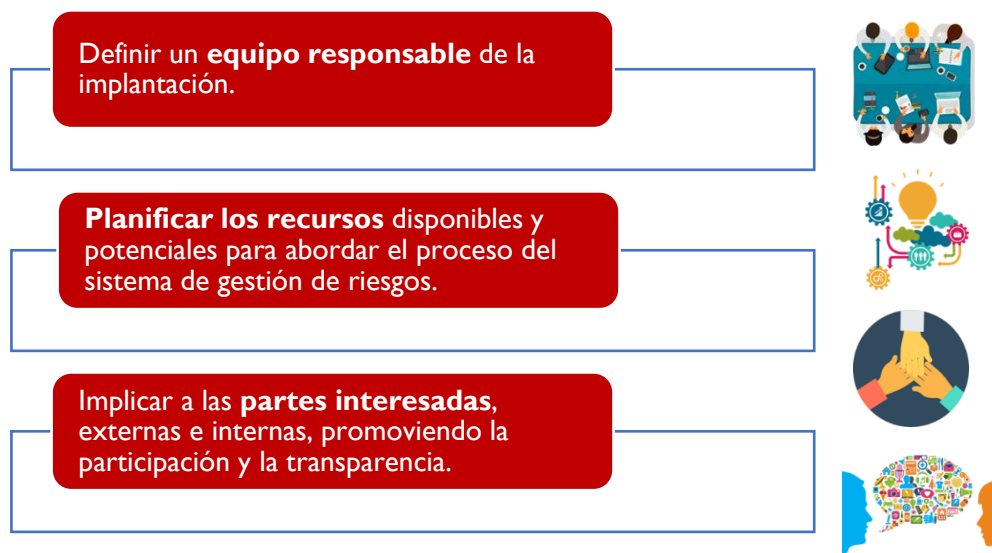 Definir un equipo responsable de la
implantación.
Planificar los recursos disponibles y
potenciales para abordar el proceso del
sistema de gestión de riesgos.
Implicar a las partes interesadas,
externas e internas, promoviendo la
participación y la transparencia.